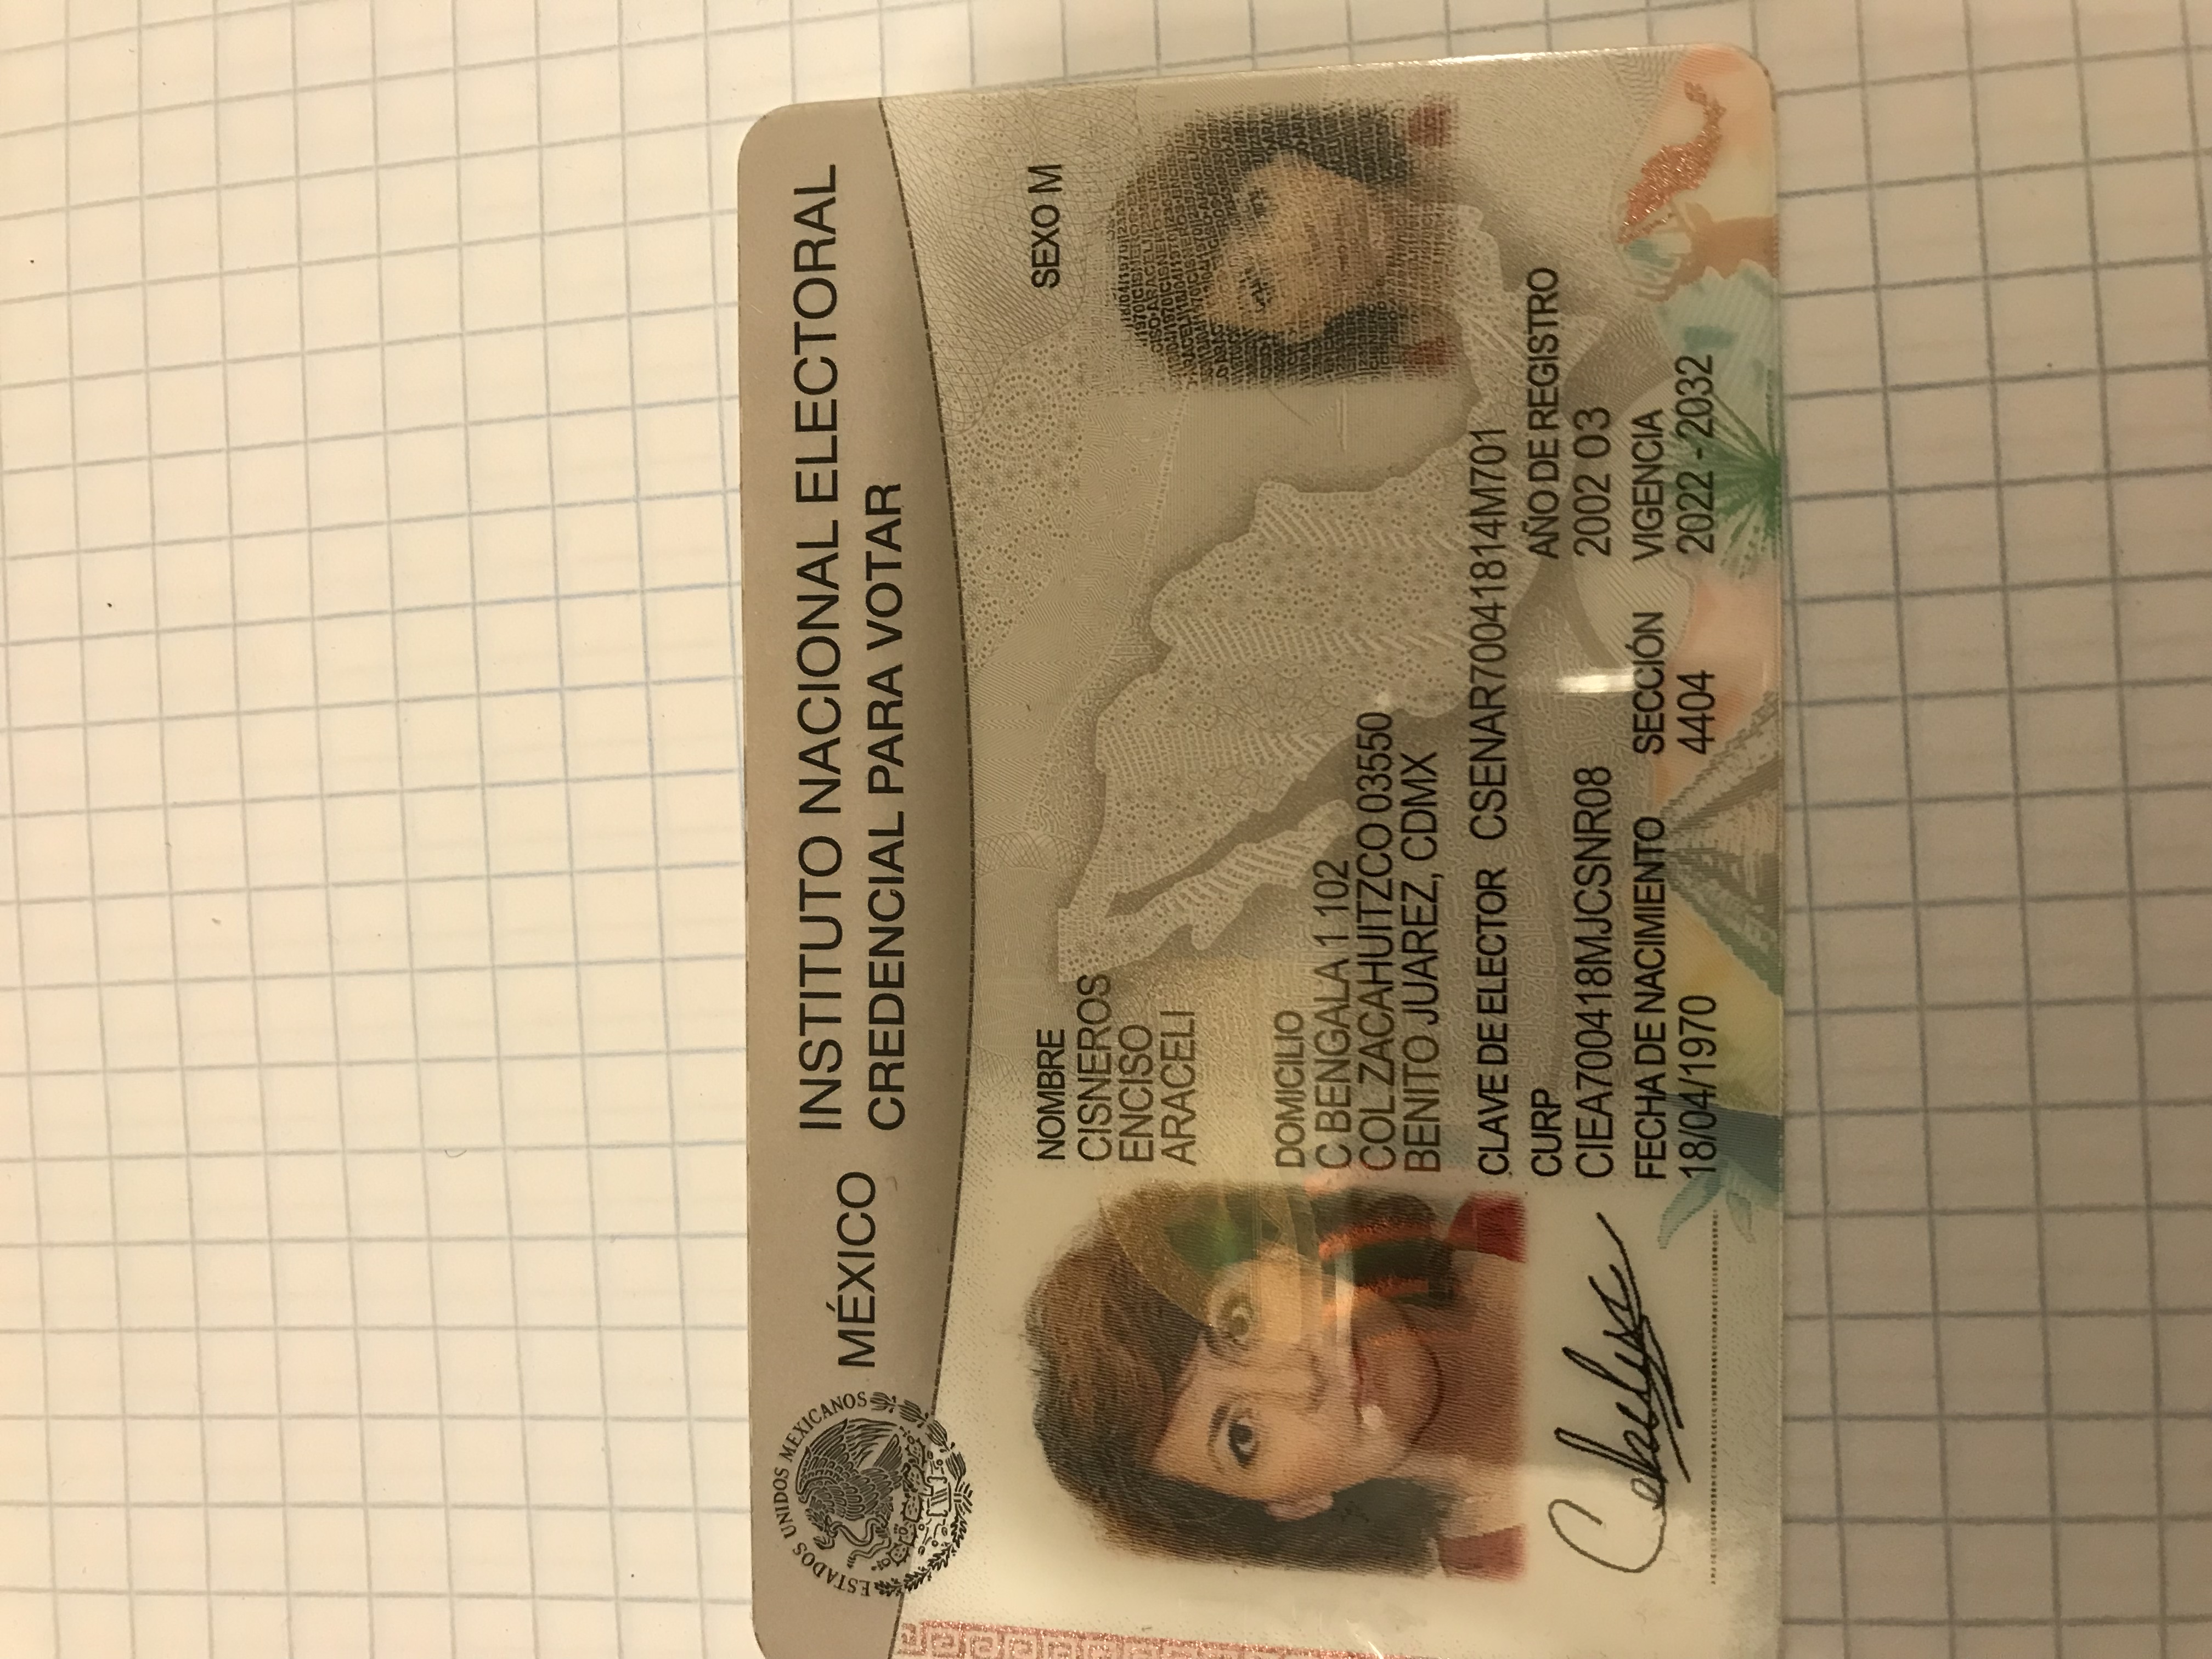 ESTADOS UNIDOS MEXICANOS
MÉXICO
INSTITUTO NACIONAL ELECTORAL
CREDENCIAL PARA VOTAR
NOMBRE
CISNEROS
ENCISO
ARACELI
SEXO M
DOMICILIO
C BENGALA 1 102
COL ZACAHUITZCO 03550
BENITO JUAREZ, CDMX
CLAVE DE ELECTOR CSENAR70041814M701
CURP
CIEA700418MJCSNR08
AÑO DE REGISTRO
2002 03
FECHA DE NACIMIENTO
18/04/1970
SECCIÓN
4404
VIGENCIA
2022 - 2032